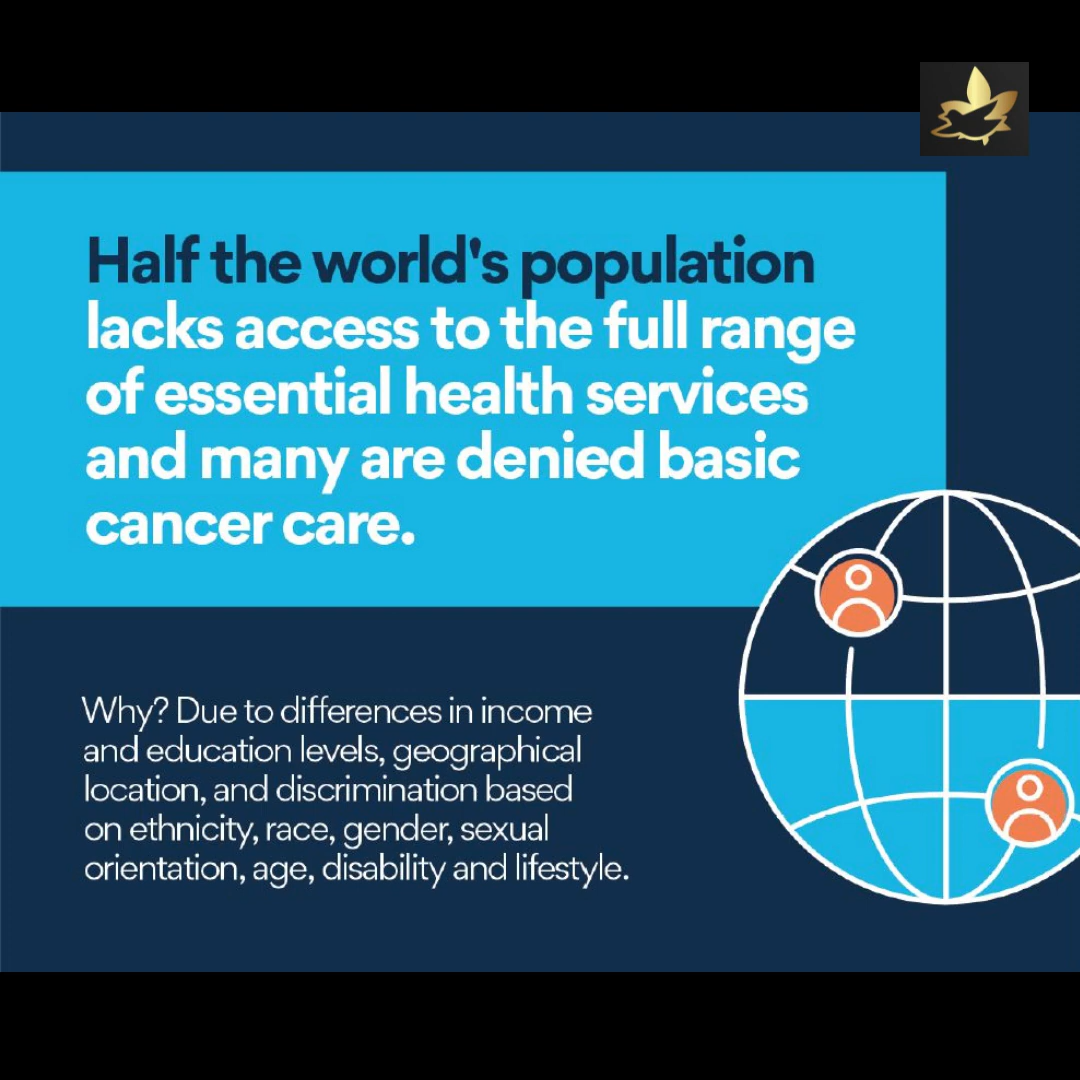 Half the world's population
lacks access to the full range
of essential health services
and many are denied basic
cancer care.
Why? Due to differences in income
and education levels, geographical
location, and discrimination based
on ethnicity, race, gender, sexual
orientation, age, disability and lifestyle.